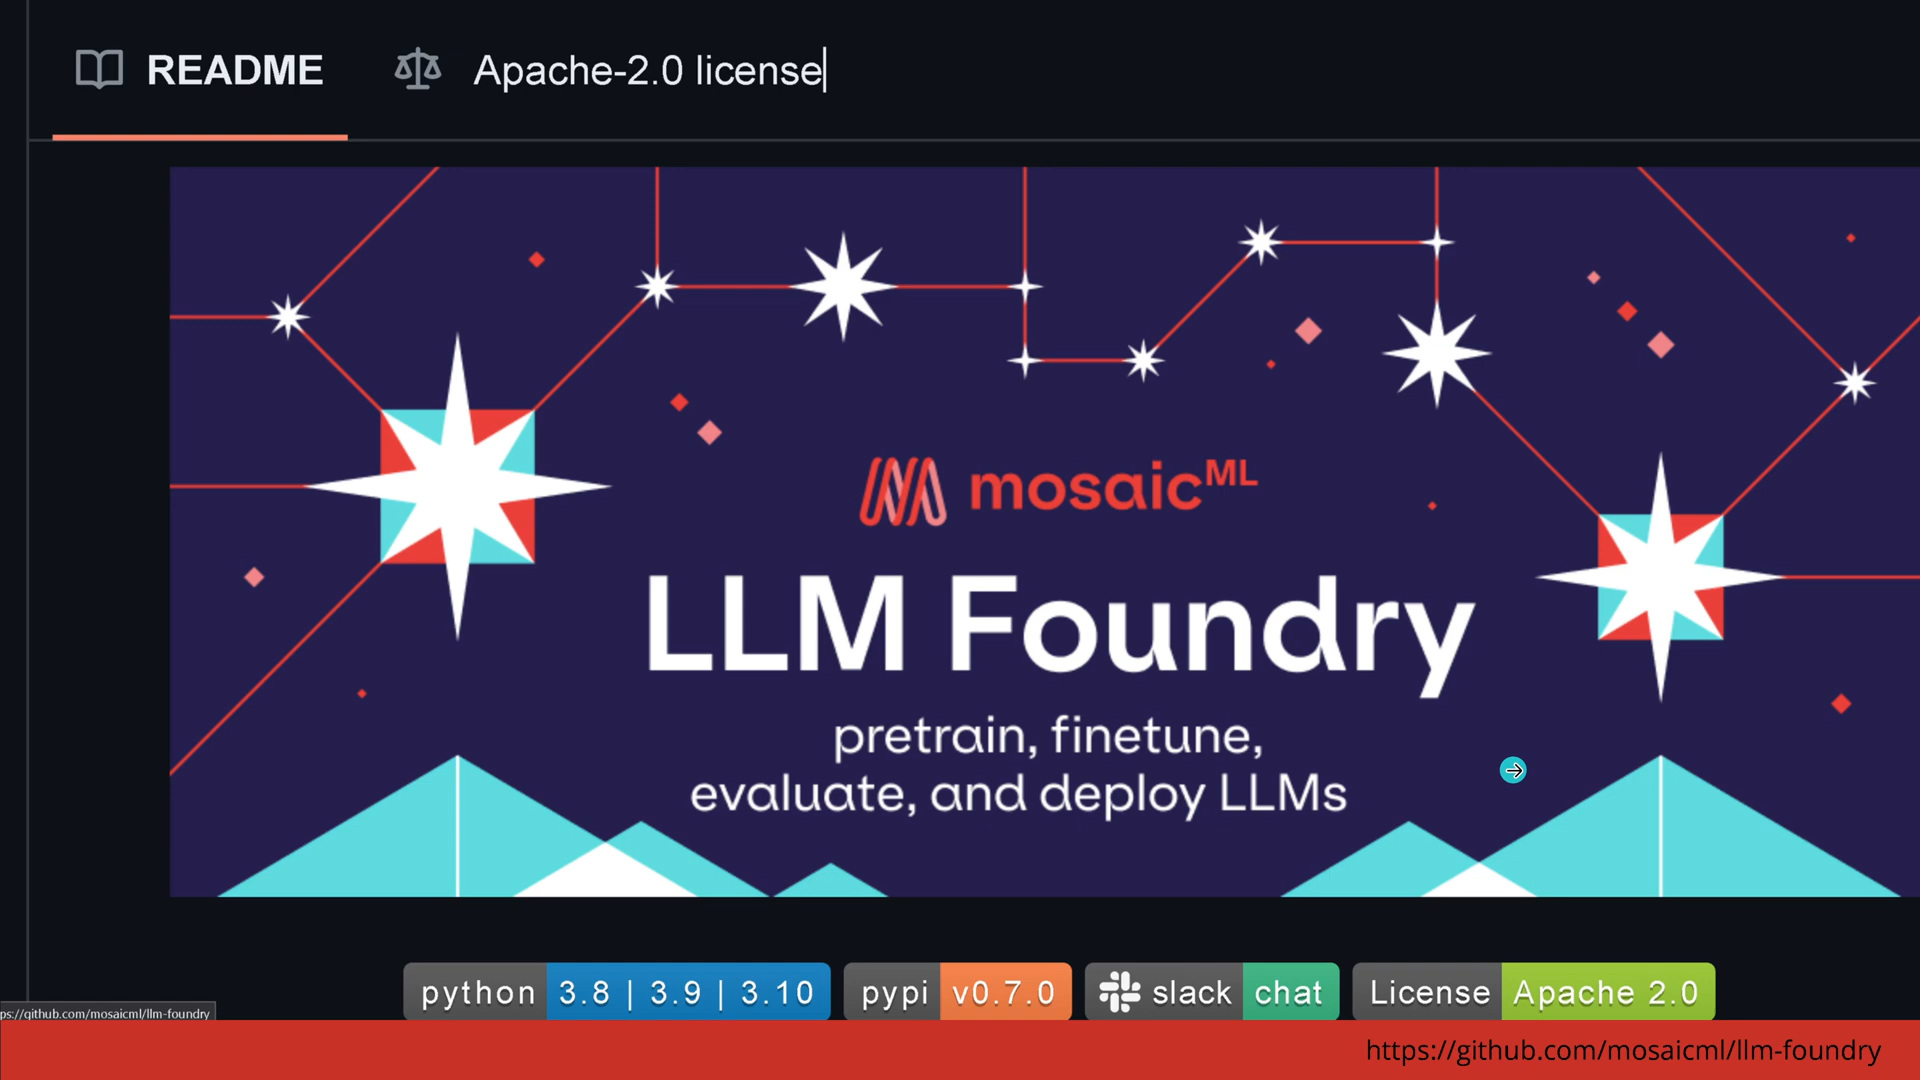 README Apache-2.0 license
mosaicML
LLM Foundry
pretrain, finetune,
evaluate, and deploy LLMs
python 3.8 | 3.9 | 3.10 pypi v0.7.0 slack chat License Apache 2.0
ps://github.com/mosaicml/llm-foundry
https://github.com/mosaicml/llm-foundry